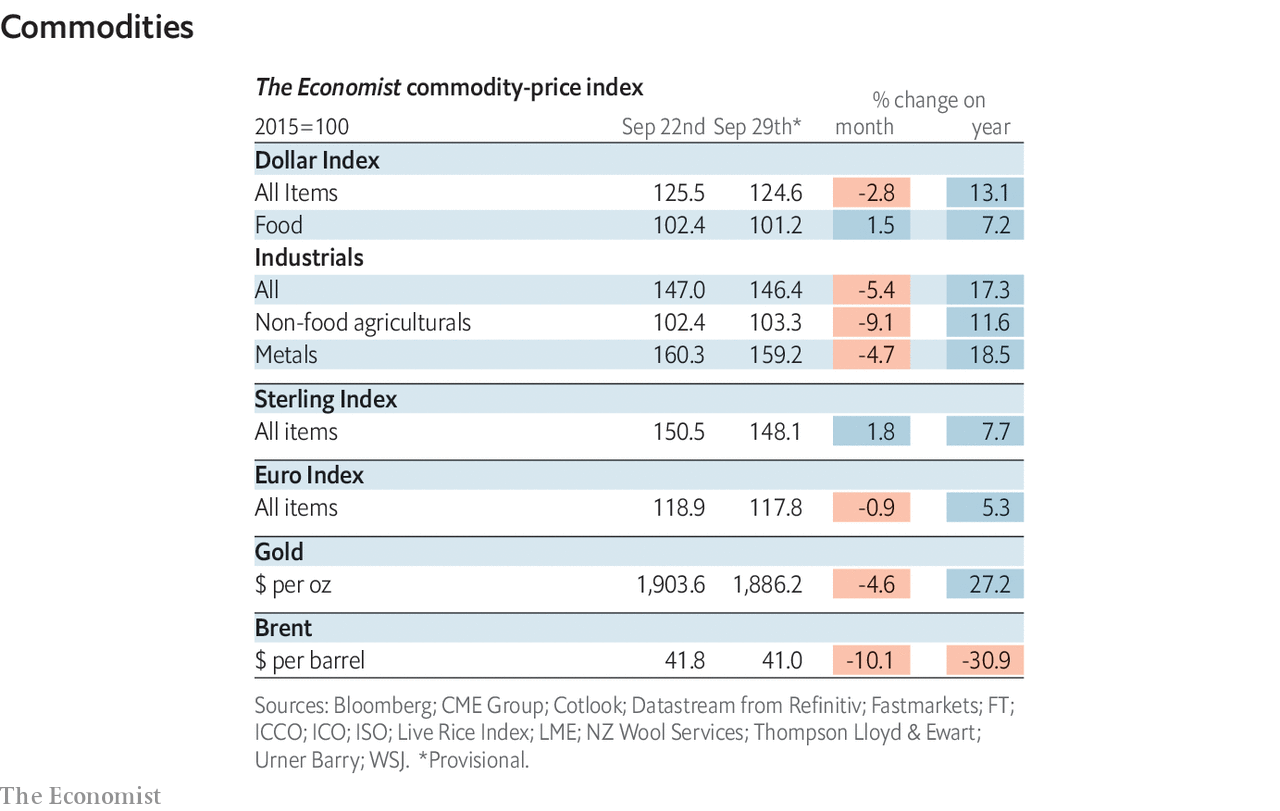 Commodities
The Economist commodity-price index
% change on
2015=100 Sep 22nd Sep 29th* month year
Dollar Index
All Items 125.5 124.6 -2.8 13.1
Food 102.4 101.2 1.5 7.2
Industrials
All 147.0 146.4 -5.4 17.3
Non-food agriculturals 102.4 103.3 -9.1 11.6
Metals 160.3 159.2 -4.7 18.5
Sterling Index
All items 150.5 148.1 1.8 7.7
Euro Index
All items 118.9 117.8 -0.9 5.3
Gold
$ per oz 1,903.6 1,886.2 -4.6 27.2
Brent
$ per barrel 41.8 41.0 -10.1 -30.9
Sources: Bloomberg; CME Group; Cotlook; Datastream from Refinitiv; Fastmarkets; FT;
ICCO; ICO; ISO; Live Rice Index; LME; NZ Wool Services; Thompson Lloyd & Ewart;
Urner Barry; WSJ. *Provisional.
The Economist